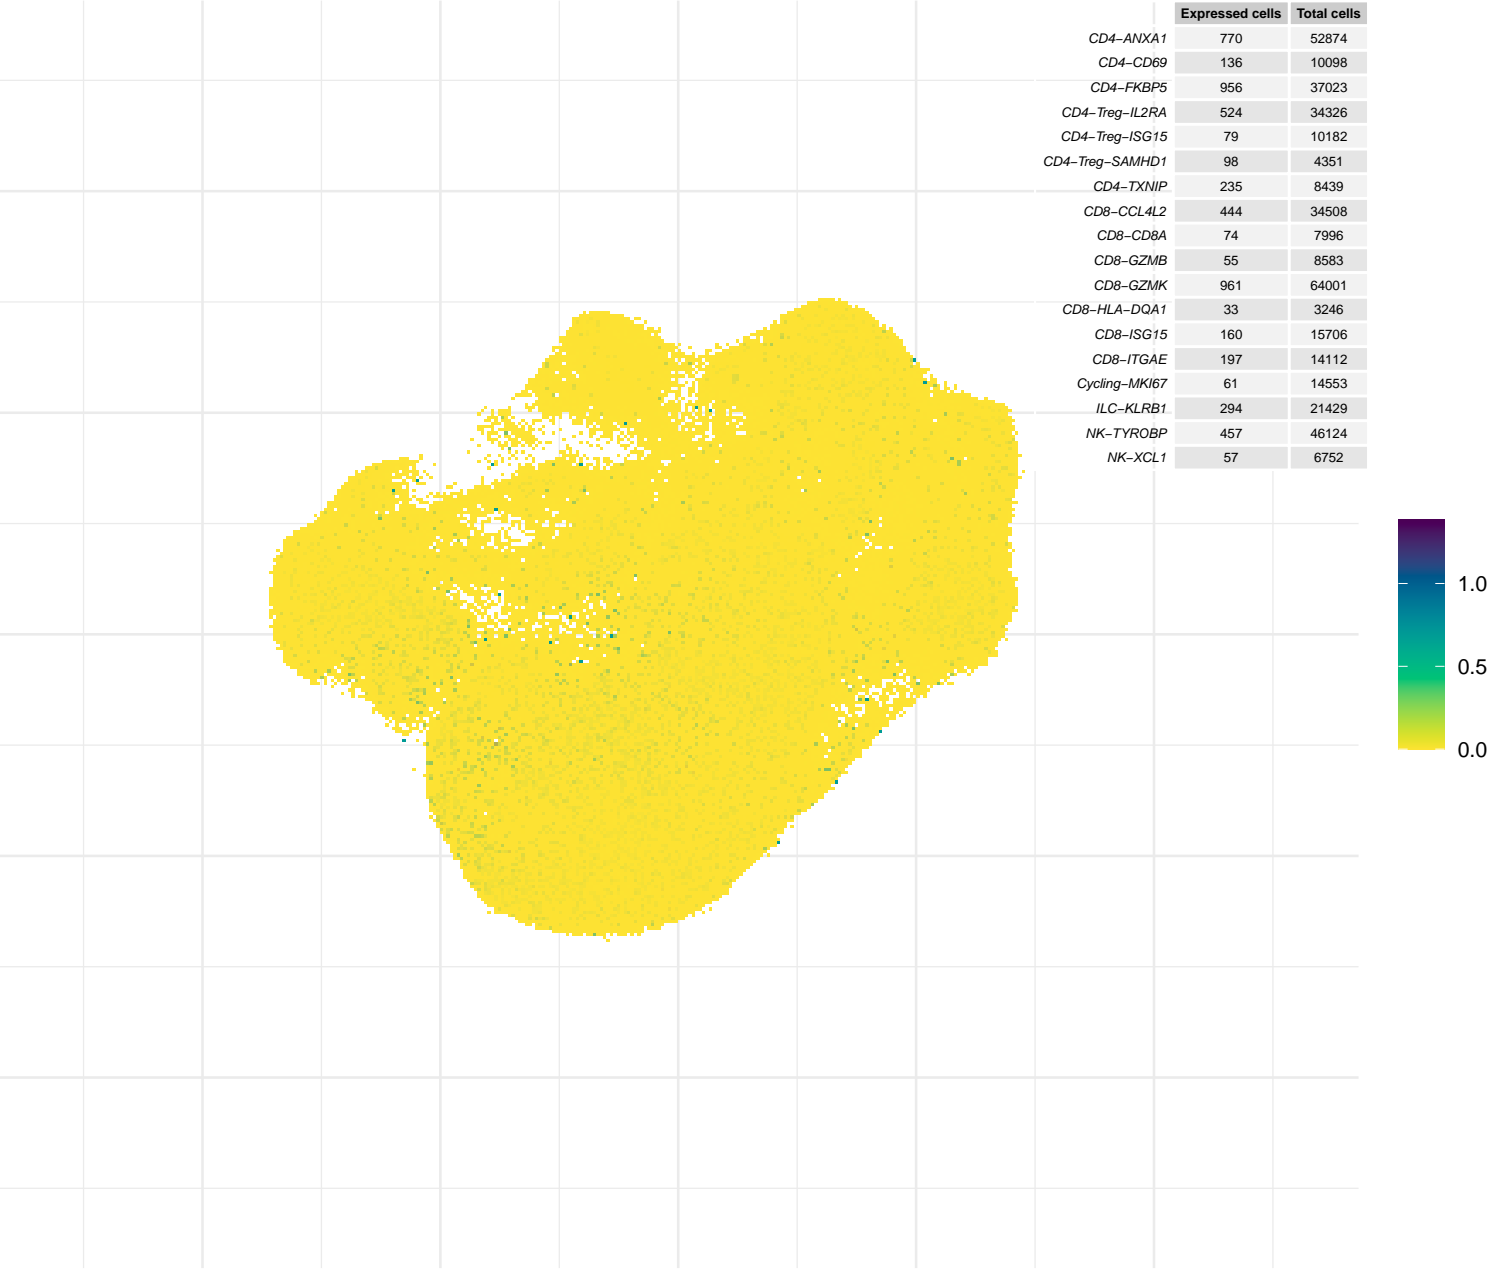 Expressed cells Total cells
CD4−ANXA1 770 52874
CD4−CD69 136 10098
CD4−FKBP5 956 37023
CD4−Treg−IL2RA 524 34326
CD4−Treg−ISG15 79 10182
CD4−Treg−SAMHD1 98 4351
CD4−TXNIP 235 8439
CD8−CCL4L2 444 34508
CD8−CD8A 74 7996
CD8−GZMB 55 8583
CD8−GZMK 961 64001
CD8−HLA−DQA1 33 3246
CD8−ISG15 160 15706
CD8−ITGAE 197 14112
Cycling−MKI67 61 14553
ILC−KLRB1 294 21429
NK−TYROBP 457 46124
NK−XCL1 57 6752
1.0
0.5
0.0